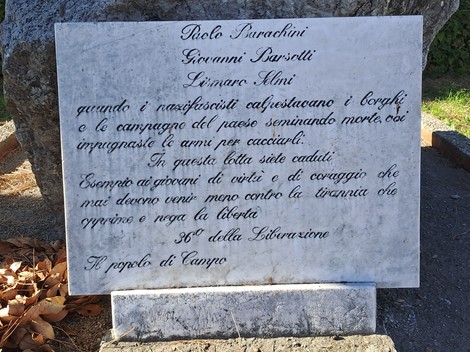 Paolo Barachini
Giovanni Barsotti
Lismaro Selmi
quando i nazifascisti calpestavano i borghi
e le campagne del paese seminando morte, voi
impugnaste le armi per cacciarli.
In questa lotta siete caduti
Esempio ai giovani di virtù e di coraggio che
mai devono venir meno contro la tirannia che
opprime e nega la libertà
36º della Liberazione
Il popolo di Campo